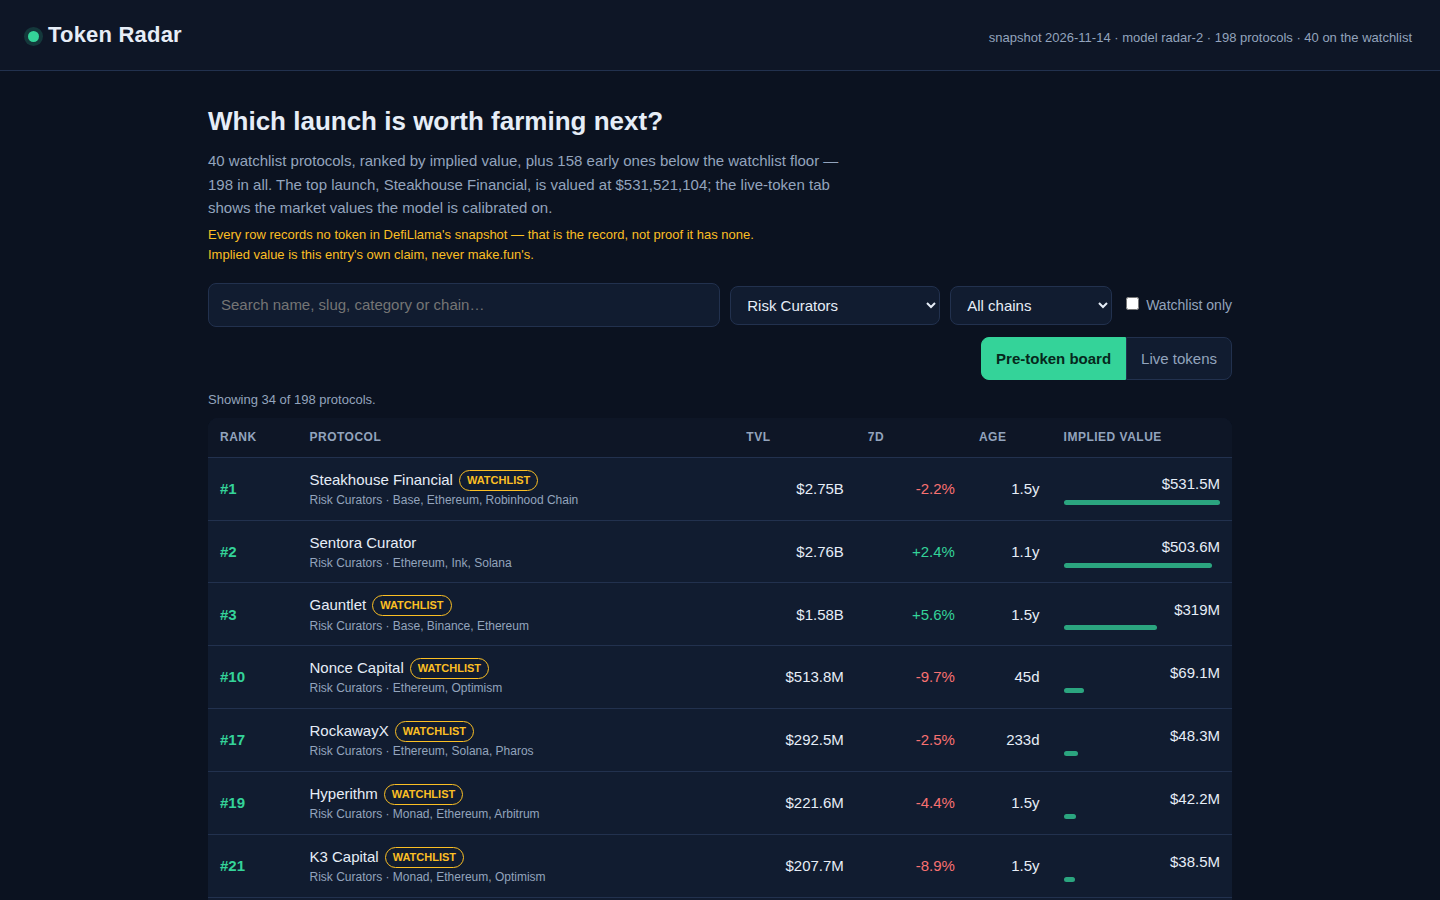 Token Radar
snapshot 2026-11-14 · model radar-2 · 198 protocols · 40 on the watchlist
Which launch is worth farming next?
40 watchlist protocols, ranked by implied value, plus 158 early ones below the watchlist floor —
198 in all. The top launch, Steakhouse Financial, is valued at $531,521,104; the live-token tab
shows the market values the model is calibrated on.
Every row records no token in DefiLlama's snapshot — that is the record, not proof it has none.
Implied value is this entry's own claim, never make.fun's.
Search name, slug, category or chain…
Risk Curators
All chains
Watchlist only
Pre-token board
Live tokens
Showing 34 of 198 protocols.
RANK PROTOCOL TVL 7D AGE IMPLIED VALUE
#1 Steakhouse Financial WATCHLIST $2.75B -2.2% 1.5y $531.5M
Risk Curators · Base, Ethereum, Robinhood Chain
#2 Sentora Curator $2.76B +2.4% 1.1y $503.6M
Risk Curators · Ethereum, Ink, Solana
#3 Gauntlet WATCHLIST $1.58B +5.6% 1.5y $319M
Risk Curators · Base, Binance, Ethereum
#10 Nonce Capital WATCHLIST $513.8M -9.7% 45d $69.1M
Risk Curators · Ethereum, Optimism
#17 RockawayX WATCHLIST $292.5M -2.5% 233d $48.3M
Risk Curators · Ethereum, Solana, Pharos
#19 Hyperithm WATCHLIST $221.6M -4.4% 1.5y $42.2M
Risk Curators · Monad, Ethereum, Arbitrum
#21 K3 Capital WATCHLIST $207.7M -8.9% 1.5y $38.5M
Risk Curators · Monad, Ethereum, Optimism